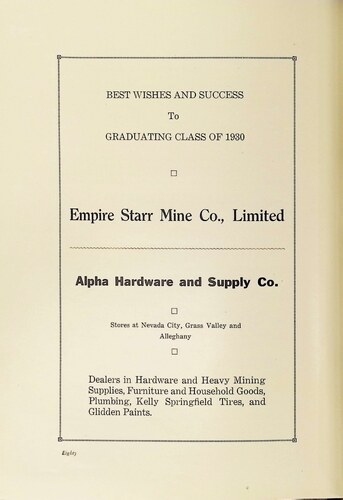 BEST WISHES AND SUCCESS
To
GRADUATING CLASS OF 1930
Empire Starr Mine Co., Limited
Alpha Hardware and Supply Co.
Stores at Nevada City, Grass Valley and
Alleghany
Dealers in Hardware and Heavy Mining
Supplies, Furniture and Household Goods,
Plumbing, Kelly Springfield Tires, and
Glidden Paints.
Eighty